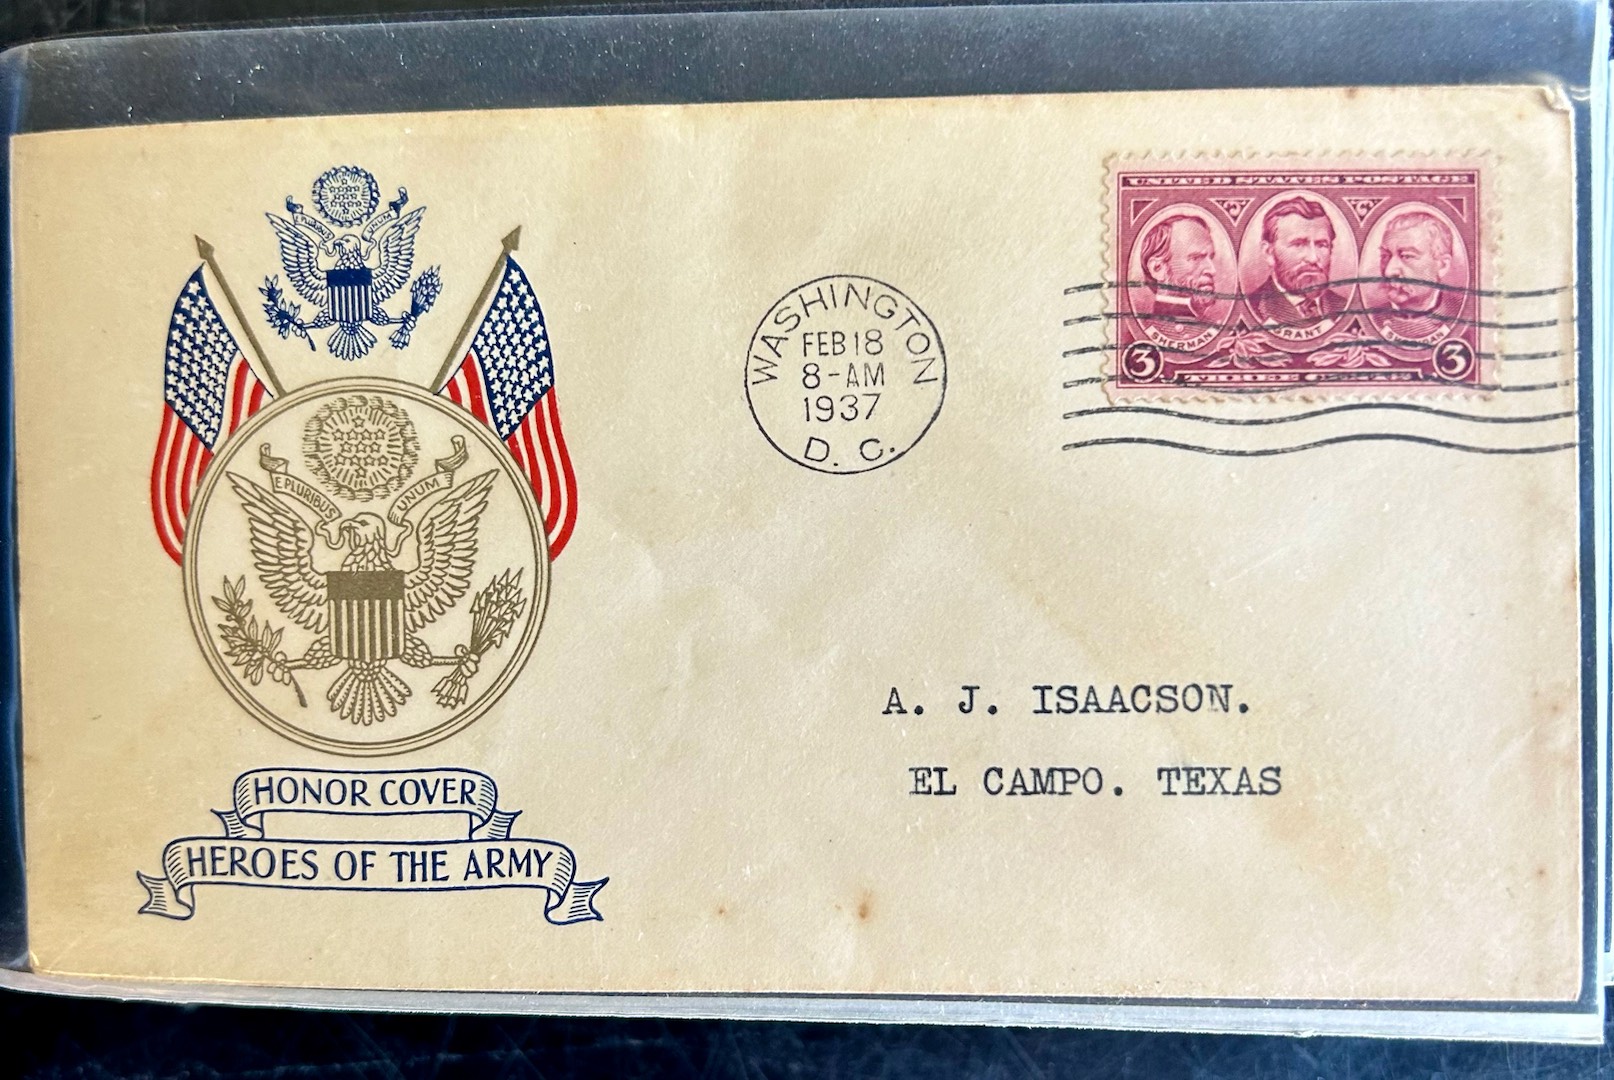 E PLURIBUS UNUM
E PLURIBUS UNUM
HONOR COVER
HEROES OF THE ARMY
WASHINGTON
FEB 18
8-AM
1937
D. C.
UNITED STATES POSTAGE
SHERMAN GRANT SHERIDAN
3 3
A. J. ISAACSON.
EL CAMPO. TEXAS